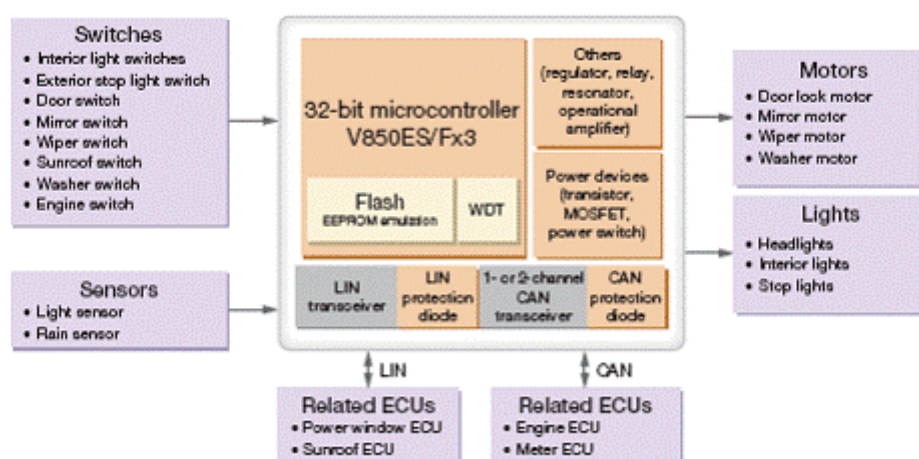 Switches
• Interior light switches
• Exterior stop light switch
• Door switch
• Mirror switch
• Wiper switch
• Sunroof switch
• Washer switch
• Engine switch
Sensors
• Light sensor
• Rain sensor
32-bit microcontroller
V850ES/Fx3
Flash
EEPROM emulation
WDT
Others
(regulator, relay,
resonator,
operational
amplifier)
Power devices
(transistor,
MOSFET,
power switch)
LIN
transceiver
LIN
protection
diode
1- or 2-channel
CAN
transceiver
CAN
protection
diode
Motors
• Door lock motor
• Mirror motor
• Wiper motor
• Washer motor
Lights
• Headlights
• Interior lights
• Stop lights
LIN
CAN
Related ECUs
• Power window ECU
• Sunroof ECU
Related ECUs
• Engine ECU
• Meter ECU